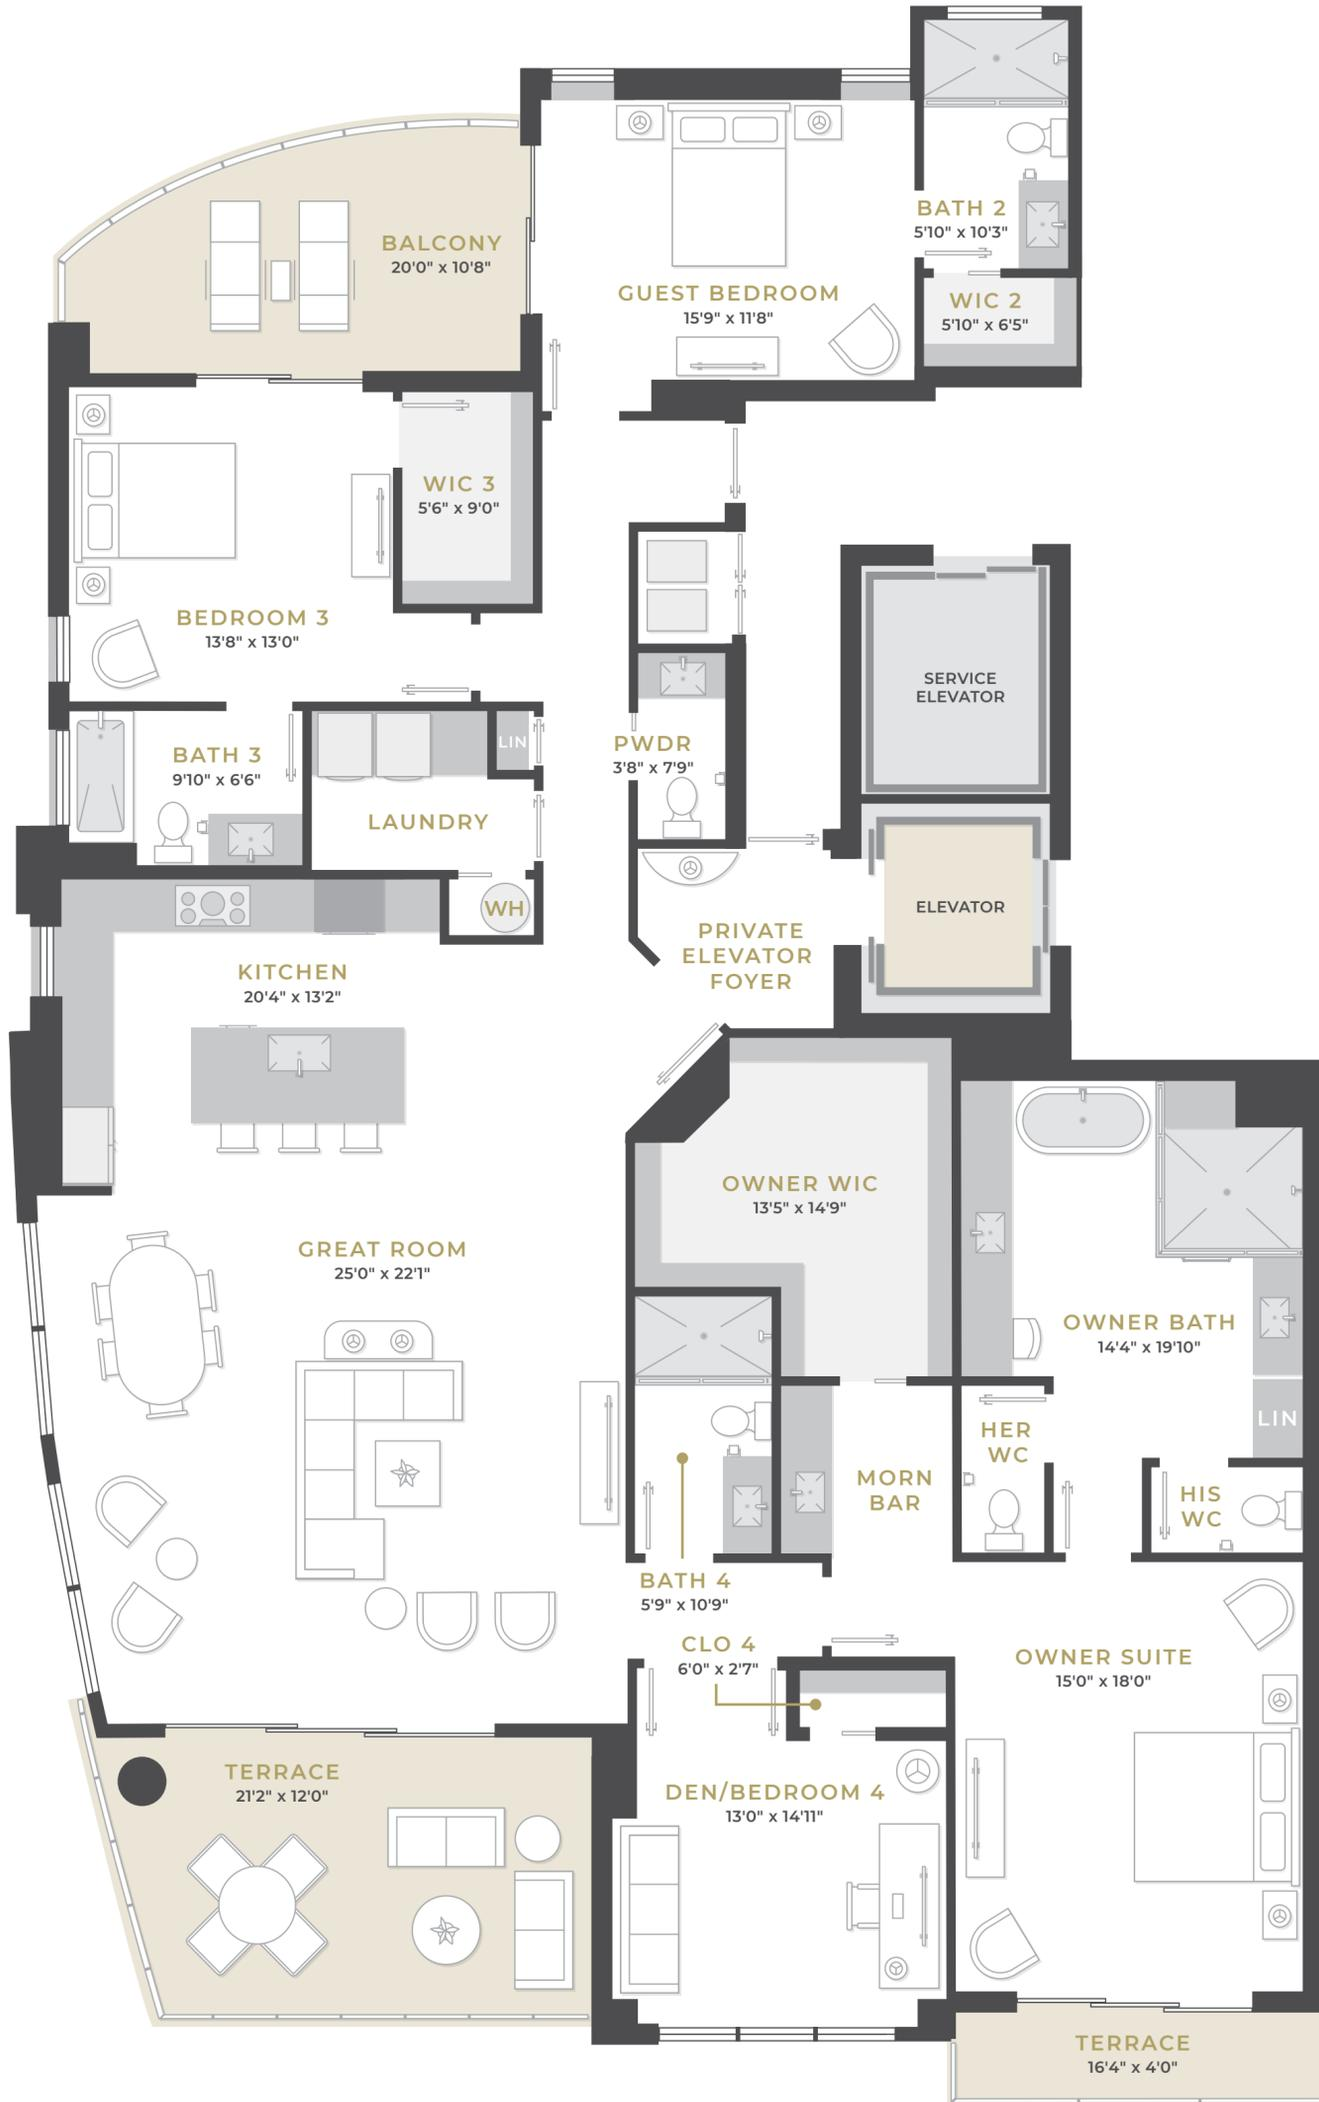 BATH 2
5'10" x 10'3"
BALCONY
20'0" x 10'8"
GUEST BEDROOM
15'9" x 11'8"
WIC 2
5'10" x 6'5"
WIC 3
5'6" x 9'0"
BEDROOM 3
13'8" x 13'0"
SERVICE
ELEVATOR
LIN
PWDR
3'8" x 7'9"
BATH 3
9'10" x 6'6"
LAUNDRY
WH
ELEVATOR
PRIVATE
ELEVATOR
FOYER
KITCHEN
20'4" x 13'2"
OWNER WIC
13'5" x 14'9"
GREAT ROOM
25'0" x 22'1"
OWNER BATH
14'4" x 19'10"
LIN
HER
WC
MORN
BAR
HIS
WC
BATH 4
5'9" x 10'9"
CLO 4
6'0" x 2'7"
OWNER SUITE
15'0" x 18'0"
TERRACE
21'2" x 12'0"
DEN/BEDROOM 4
13'0" x 14'11"
TERRACE
16'4" x 4'0"